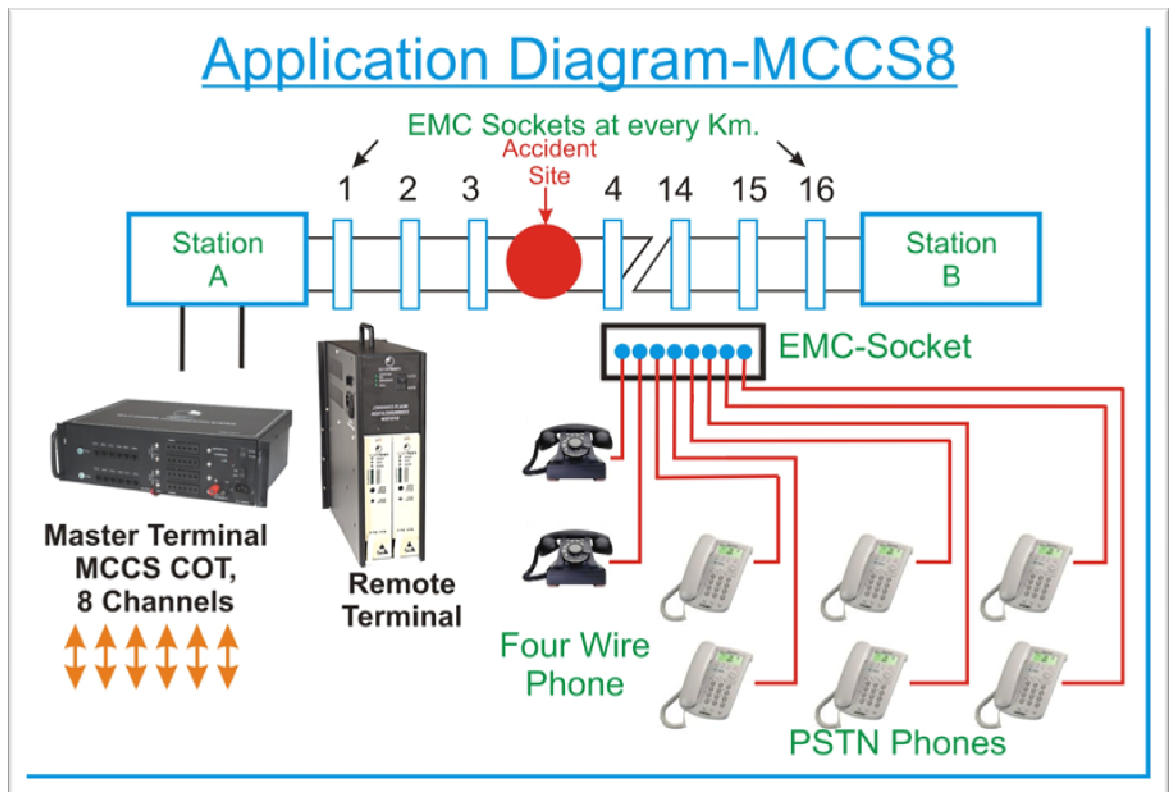 Application Diagram-MCCS8
EMC Sockets at every Km.
Accident
Site
1 2 3 4 14 15 16
Station
A
Station
B
EMC-Socket
Master Terminal
MCCS COT,
8 Channels
Remote
Terminal
Four Wire
Phone
PSTN Phones